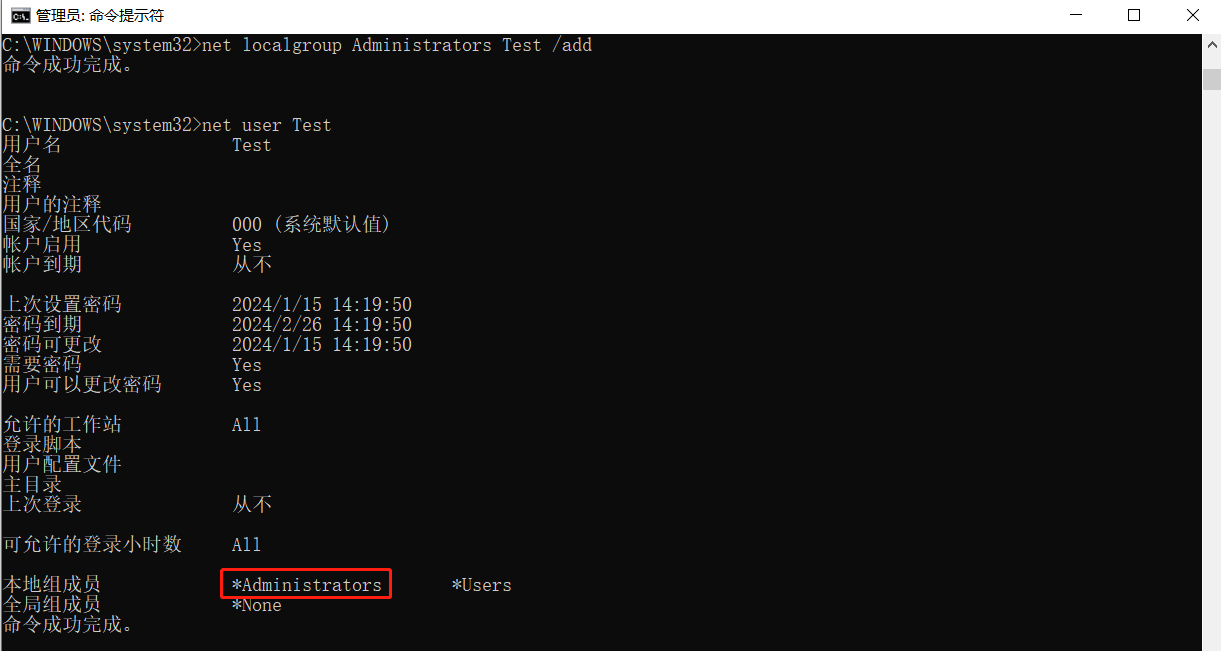 管理员: 命令提示符
C:\WINDOWS\system32>net localgroup Administrators Test /add
命令成功完成。
C:\WINDOWS\system32>net user Test
用户名 Test
全名
注释
用户的注释
国家/地区代码 000 (系统默认值)
帐户启用 Yes
帐户到期 从不
上次设置密码 2024/1/15 14:19:50
密码到期 2024/2/26 14:19:50
密码可更改 2024/1/15 14:19:50
需要密码 Yes
用户可以更改密码 Yes
允许的工作站 All
登录脚本
用户配置文件
主目录
上次登录 从不
可允许的登录小时数 All
本地组成员 *Administrators *Users
全局组成员 *None
命令成功完成。